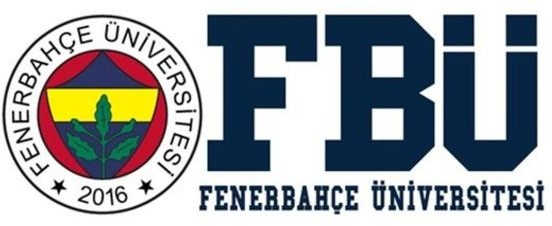 FENERBAHÇE ÜNİVERSİTESİ
★ 2016 ★
FBÜ
FENERBAHÇE ÜNİVERSİTESİ